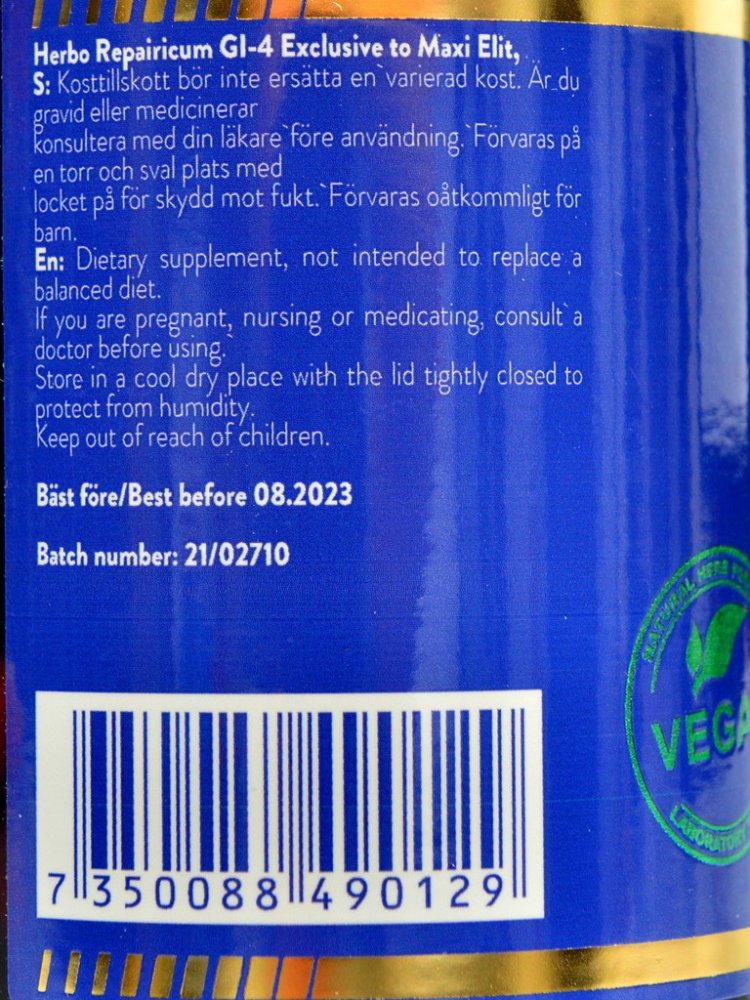 Herbo Repairicum GI-4 Exclusive to Maxi Elit,
S: Kosttillskott bör inte ersätta en varierad kost. Är du
gravid eller medicinerar
konsultera med din läkare före användning. Förvaras på
en torr och sval plats med
locket på för skydd mot fukt. Förvaras oåtkommligt för
barn.
En: Dietary supplement, not intended to replace a
balanced diet.
If you are pregnant, nursing or medicating, consult a
doctor before using.
Store in a cool dry place with the lid tightly closed to
protect from humidity.
Keep out of reach of children.
Bäst före/Best before 08.2023
Batch number: 21/02710
NATURAL HERB
VEGA
LABORATORY
7 350088 490129